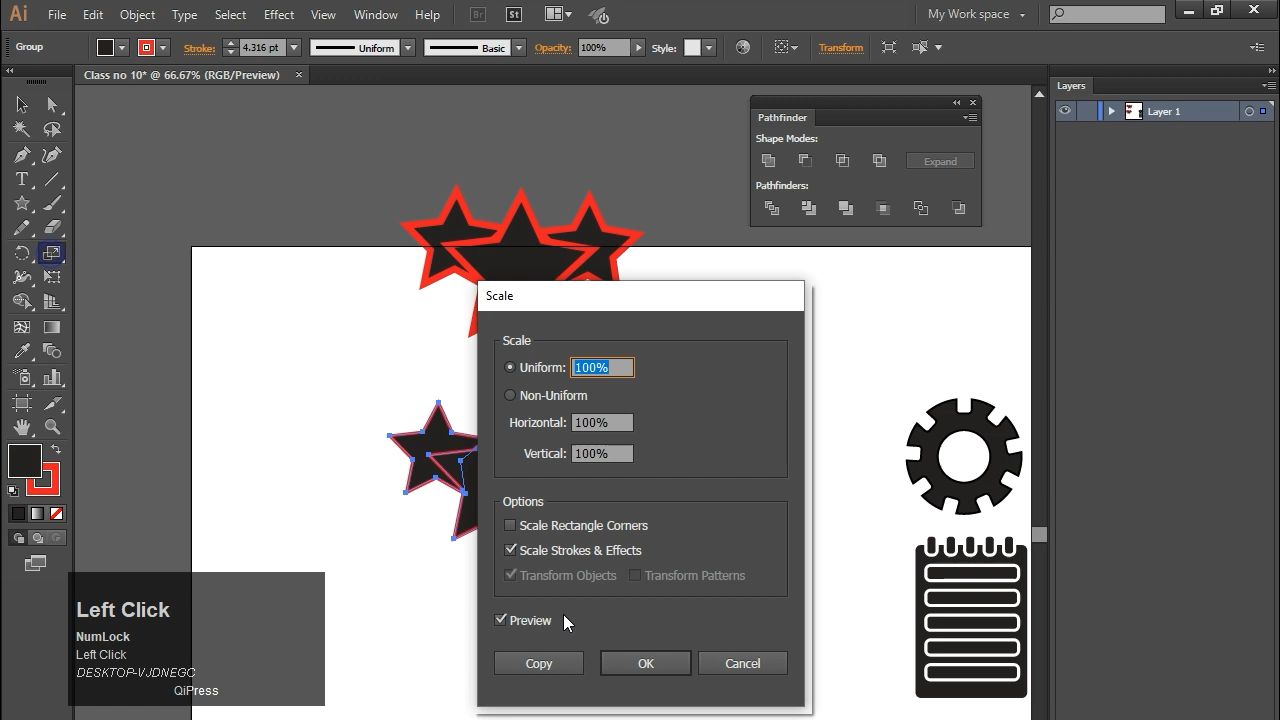 Ai File Edit Object Type Select Effect View Window Help Br St My Work space
Group Stroke: 4.316 pt Uniform Basic Opacity: 100% Style: Transform
Class no 10* @ 66.67% (RGB/Preview) ×
Layers
Layer 1
Pathfinder
Shape Modes:
Expand
Pathfinders:
T
Scale
Scale
Uniform: 100%
Non-Uniform
Horizontal: 100%
Vertical: 100%
Options
Scale Rectangle Corners
Scale Strokes & Effects
Transform Objects Transform Patterns
Preview
Copy OK Cancel
Left Click
NumLock
Left Click
DESKTOP-VJDNEGC
QiPress